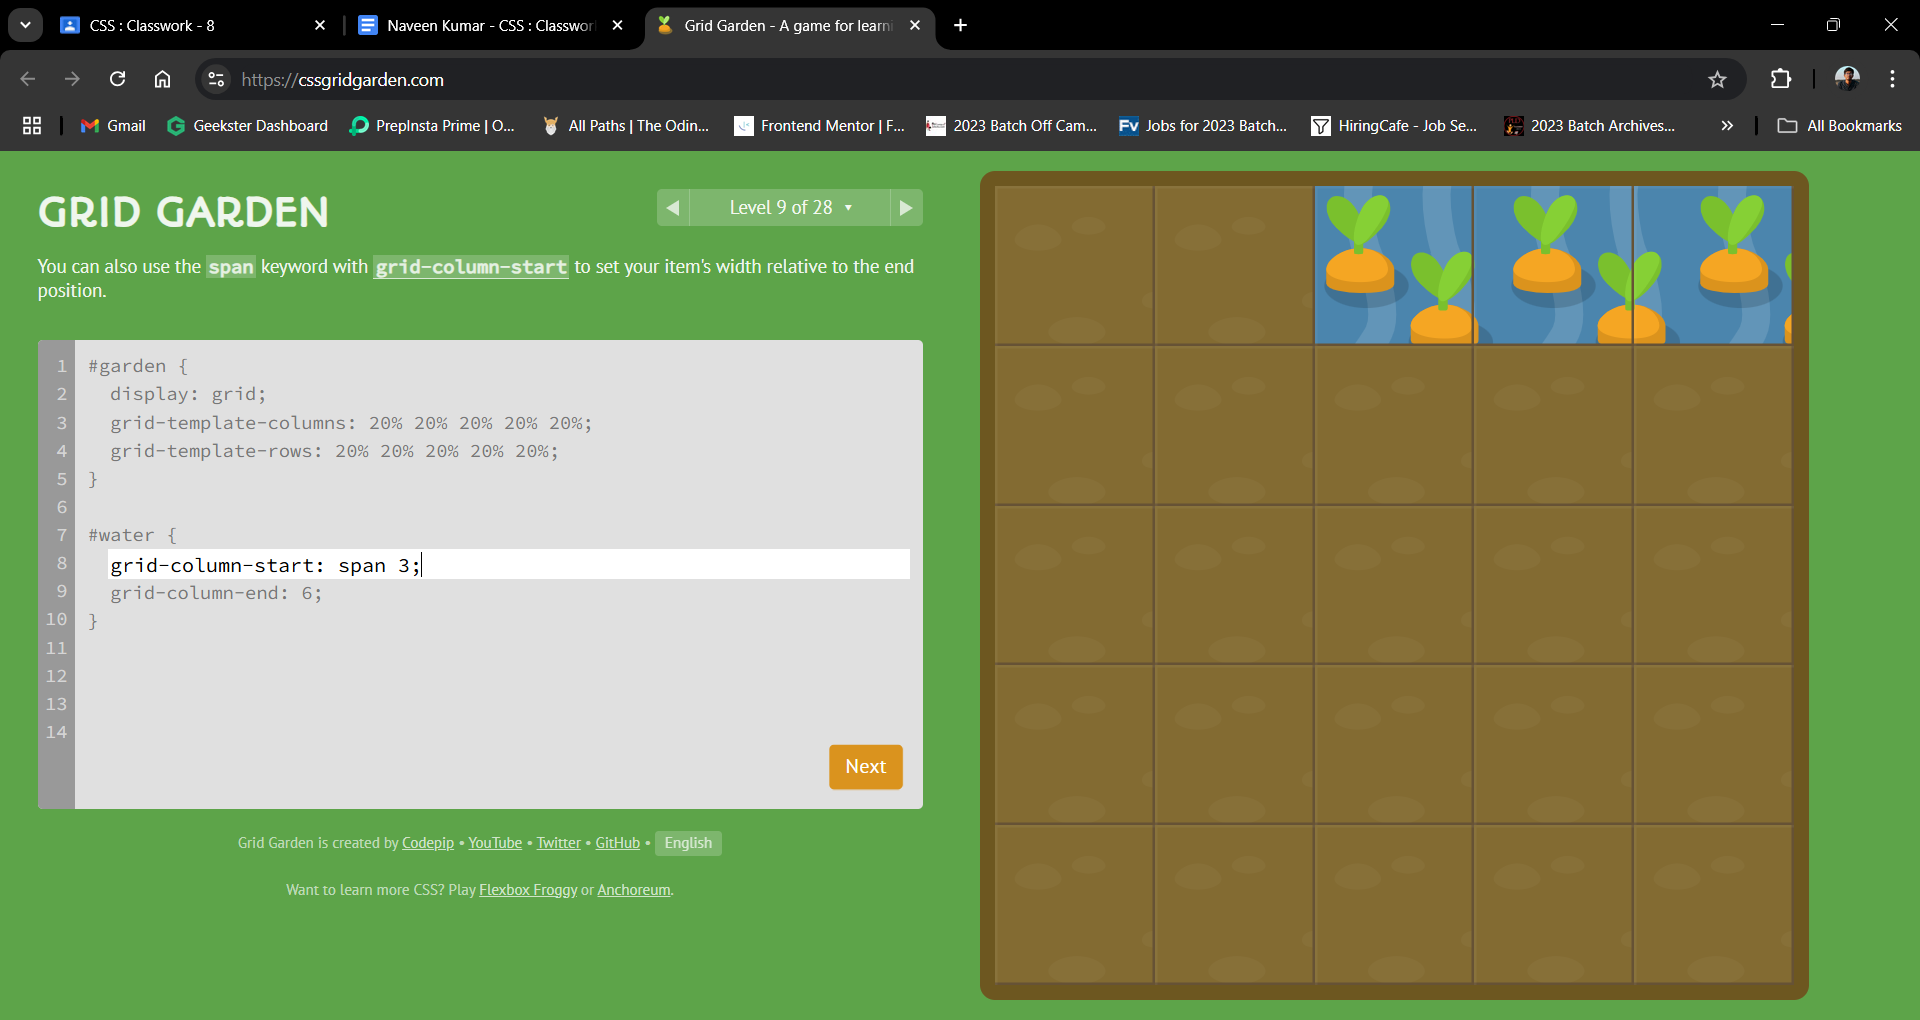 CSS : Classwork - 8
Naveen Kumar - CSS : Classwor
Grid Garden - A game for learni
https://cssgridgarden.com
Gmail
Geekster Dashboard
PrepInsta Prime | O...
All Paths | The Odin...
Frontend Mentor | F...
2023 Batch Off Cam...
Fv Jobs for 2023 Batch...
HiringCafe - Job Se...
2023 Batch Archives...
All Bookmarks
GRID GARDEN
Level 9 of 28
You can also use the span keyword with grid-column-start to set your item's width relative to the end
position.
1 #garden {
2 display: grid;
3 grid-template-columns: 20% 20% 20% 20% 20%;
4 grid-template-rows: 20% 20% 20% 20% 20%;
5 }
6
7 #water {
8 grid-column-start: span 3;
9 grid-column-end: 6;
10 }
11
12
13
14
Next
Grid Garden is created by Codepip • YouTube • Twitter • GitHub • English
Want to learn more CSS? Play Flexbox Froggy or Anchoreum.